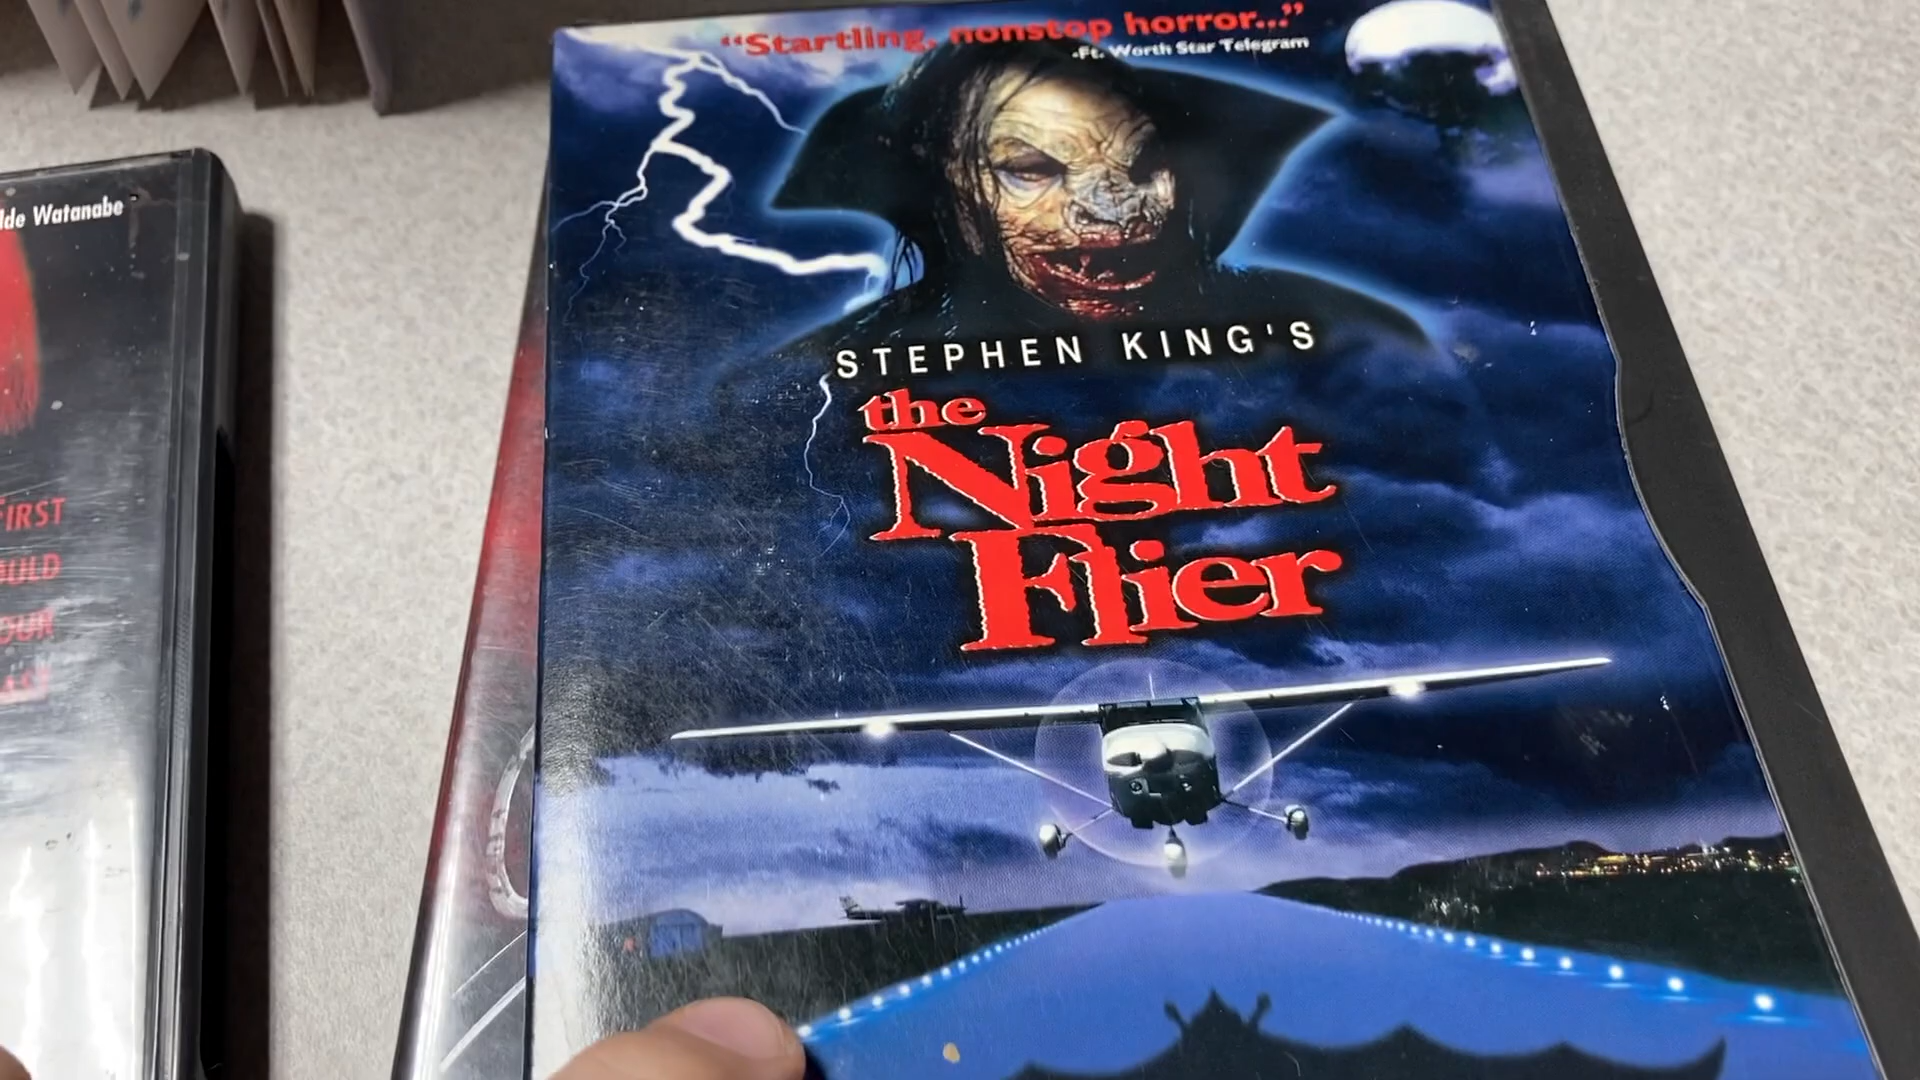 "Startling, nonstop horror..."
-Ft. Worth Star Telegram
STEPHEN KING'S
the
Night
Flier
Watanabe
FIRST